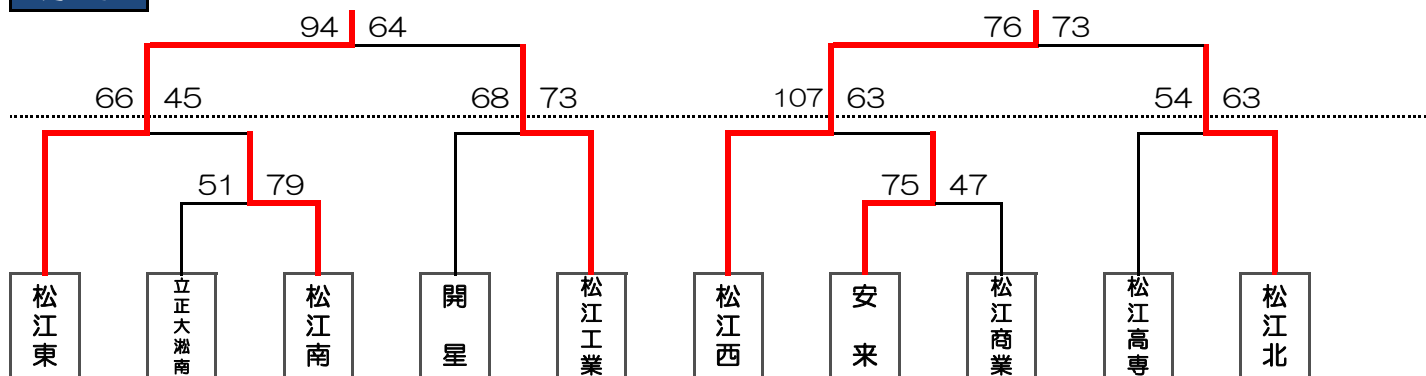 94 64
76 73
66 45
68 73
107 63
54 63
51 79
75 47
松江東
立正大淞南
松江南
開星
松江工業
松江西
安来
松江商業
松江高専
松江北